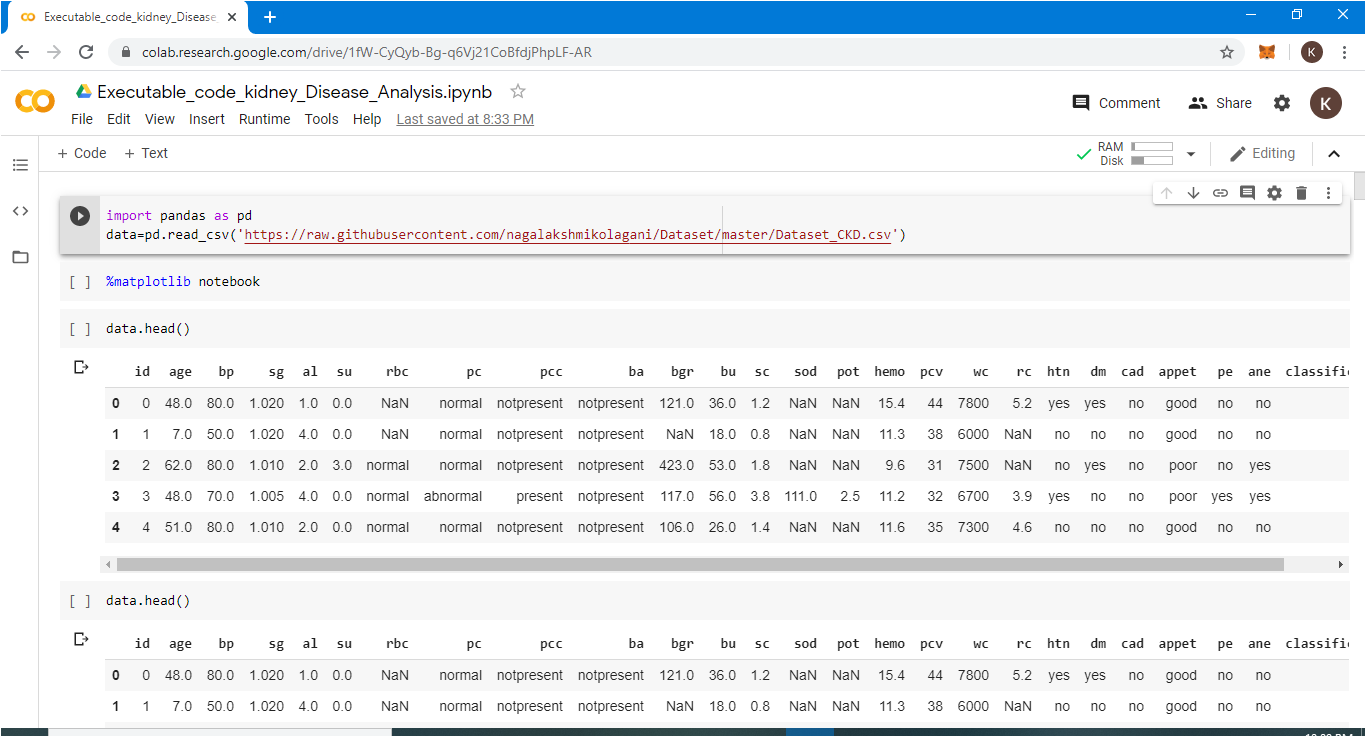 Executable_code_kidney_Disease
colab.research.google.com/drive/1fW-CyQyb-Bg-q6Vj21CoBfdjPhpLF-AR
K
Executable_code_kidney_Disease_Analysis.ipynb
Comment Share K
File Edit View Insert Runtime Tools Help Last saved at 8:33 PM
+ Code + Text RAM Disk Editing
import pandas as pd
data=pd.read_csv('https://raw.githubusercontent.com/nagalakshmikolagani/Dataset/master/Dataset_CKD.csv')
[ ] %matplotlib notebook
[ ] data.head()
id age bp sg al su rbc pc pcc ba bgr bu sc sod pot hemo pcv wc rc htn dm cad appet pe ane classific
0 0 48.0 80.0 1.020 1.0 0.0 NaN normal notpresent notpresent 121.0 36.0 1.2 NaN NaN 15.4 44 7800 5.2 yes yes no good no no
1 1 7.0 50.0 1.020 4.0 0.0 NaN normal notpresent notpresent NaN 18.0 0.8 NaN NaN 11.3 38 6000 NaN no no no good no no
2 2 62.0 80.0 1.010 2.0 3.0 normal normal notpresent notpresent 423.0 53.0 1.8 NaN NaN 9.6 31 7500 NaN no yes no poor no yes
3 3 48.0 70.0 1.005 4.0 0.0 normal abnormal present notpresent 117.0 56.0 3.8 111.0 2.5 11.2 32 6700 3.9 yes no no poor yes yes
4 4 51.0 80.0 1.010 2.0 0.0 normal normal notpresent notpresent 106.0 26.0 1.4 NaN NaN 11.6 35 7300 4.6 no no no good no no
[ ] data.head()
id age bp sg al su rbc pc pcc ba bgr bu sc sod pot hemo pcv wc rc htn dm cad appet pe ane classific
0 0 48.0 80.0 1.020 1.0 0.0 NaN normal notpresent notpresent 121.0 36.0 1.2 NaN NaN 15.4 44 7800 5.2 yes yes no good no no
1 1 7.0 50.0 1.020 4.0 0.0 NaN normal notpresent notpresent NaN 18.0 0.8 NaN NaN 11.3 38 6000 NaN no no no good no no